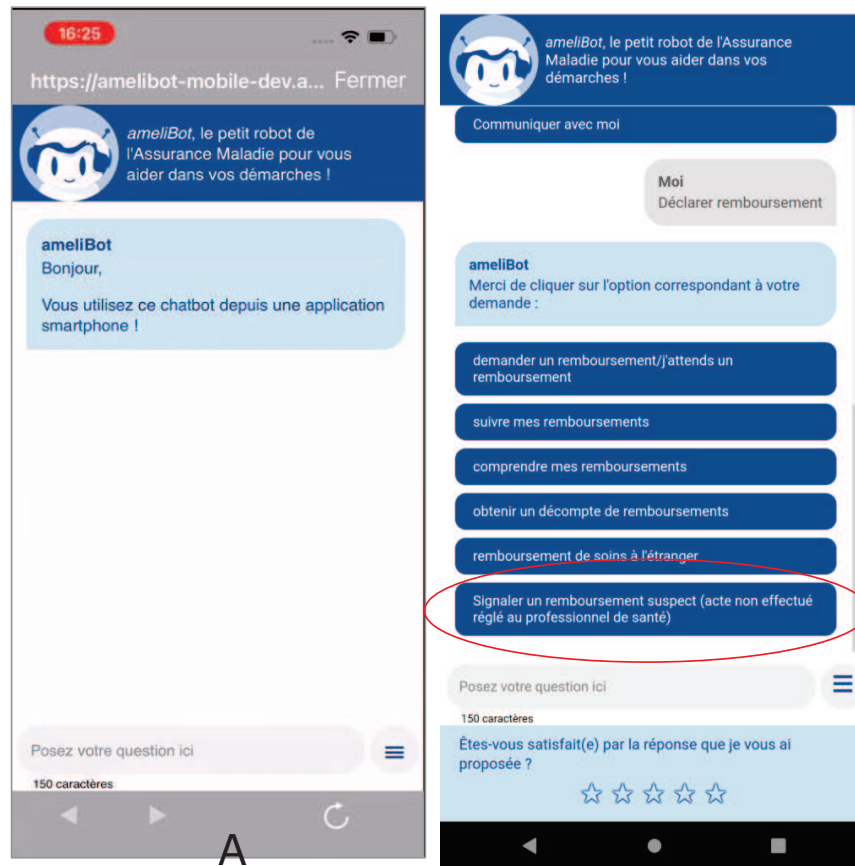 16:25
https://amelibot-mobile-dev.a... Fermer
ameliBot, le petit robot de
l'Assurance Maladie pour vous
aider dans vos démarches !
ameliBot
Bonjour,
Vous utilisez ce chatbot depuis une application
smartphone !
Posez votre question ici
150 caractères
A
ameliBot, le petit robot de l'Assurance
Maladie pour vous aider dans vos
démarches !
Communiquer avec moi
Moi
Déclarer remboursement
ameliBot
Merci de cliquer sur l'option correspondant à votre
demande :
demander un remboursement/j'attends un
remboursement
suivre mes remboursements
comprendre mes remboursements
obtenir un décompte de remboursements
remboursement de soins à l'étranger
Signaler un remboursement suspect (acte non effectué
réglé au professionnel de santé)
Posez votre question ici
150 caractères
Êtes-vous satisfait(e) par la réponse que je vous ai
proposée ?